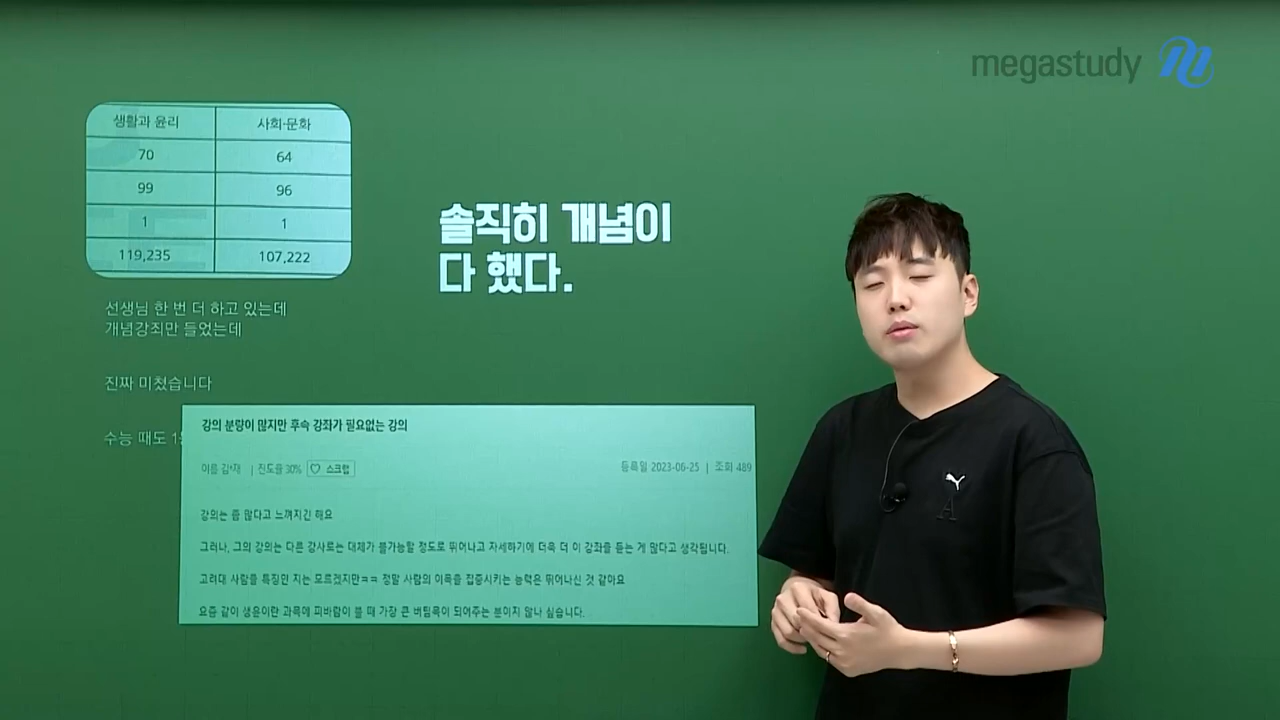 megastudy
생활과 윤리 사회·문화
70 64
99 96
1 1
119,235 107,222
솔직히 개념이
다 했다.
선생님 한 번 더 하고 있는데
개념강죄만 들었는데
진짜 미쳤습니다
수능 때도
강의 분량이 많지만 후속 강좌가 필요없는 강의
이름 김*재 | 진도율 30% ♡ 스크랩 등록일 2023-06-25 | 조회 489
강의는 좀 많다고 느껴지긴 해요
그러나, 그의 강의는 다른 강사로는 대체가 불가능할 정도로 뛰어나고 자세하기에 더욱 더 이 강좌를 듣는 게 많다고 생각됩니다.
고려대 사람들 특징인 지는 모르겠지만ㅋㅋ 정말 사람의 이목을 집중시키는 능력은 뛰어나신 것 같아요
요즘 같이 생윤이란 과목에 피바람이 불 때 가장 큰 버팀목이 되어주는 분이지 않나 싶습니다.
A